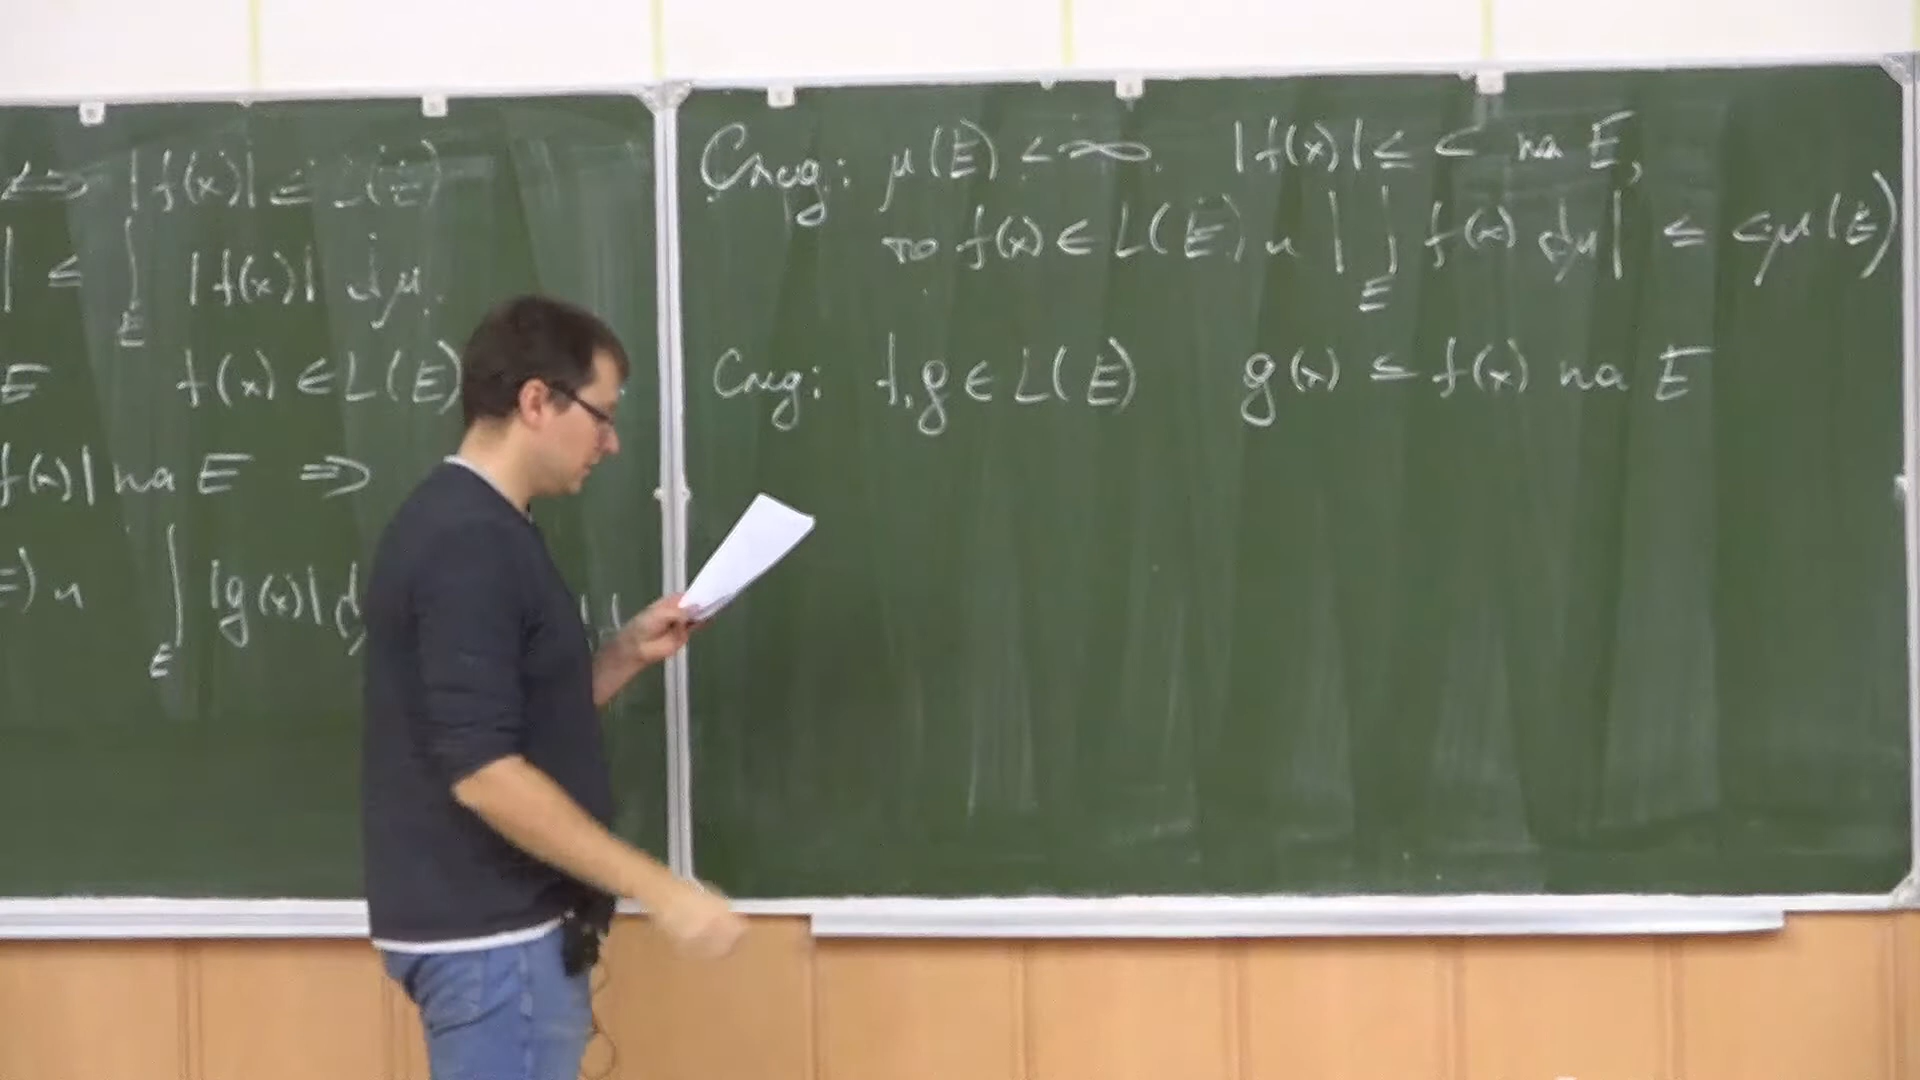 ⇔ |f(x)| ∈ L(E)
| ≤ ∫_E |f(x)| dμ.
E f(x) ∈ L(E)
f(x)| на E ⇒
E) и ∫_E |g(x)| d
След: μ(E) < ∞. |f(x)| ≤ C на E,
то f(x) ∈ L(E) и |∫_E f(x) dμ| ≤ C·μ(E)
След: f, g ∈ L(E) g(x) ≤ f(x) на E